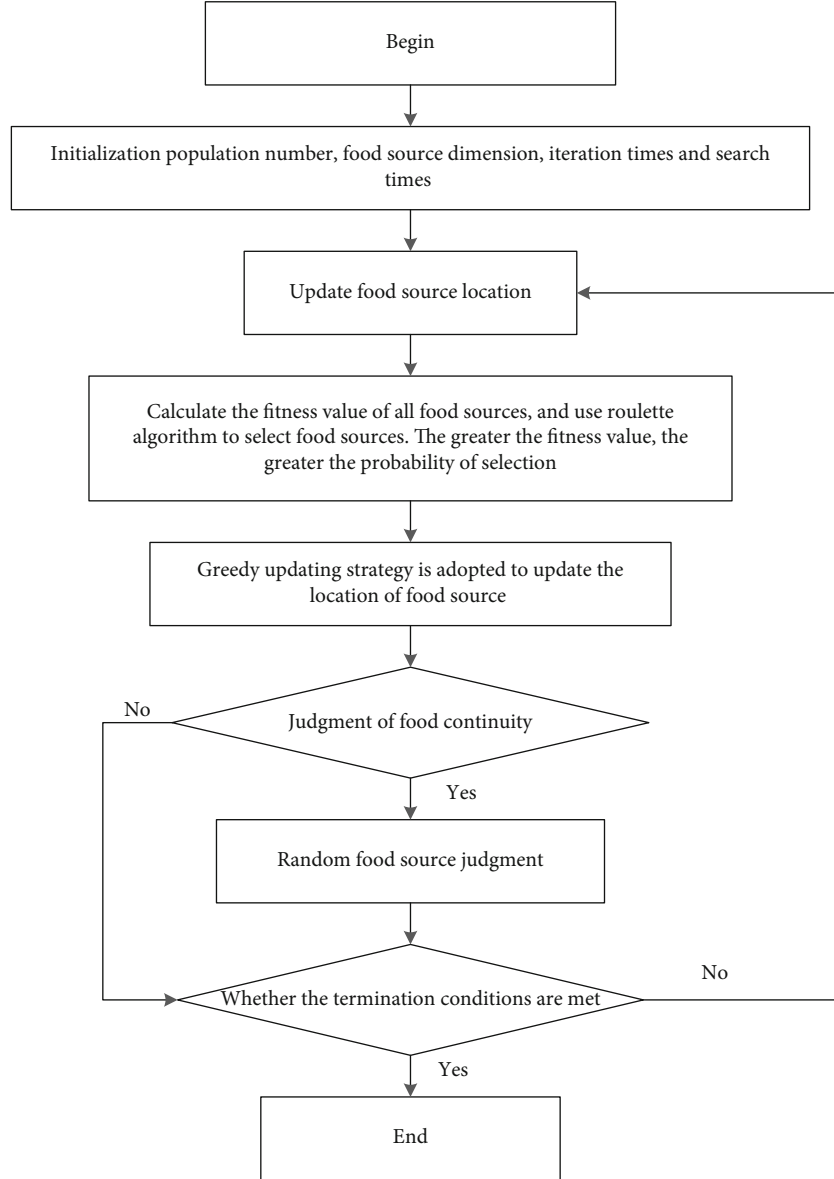 Begin
Initialization population number, food source dimension, iteration times and search
times
Update food source location
Calculate the fitness value of all food sources, and use roulette
algorithm to select food sources. The greater the fitness value, the
greater the probability of selection
Greedy updating strategy is adopted to update the
location of food source
No
Judgment of food continuity
Yes
Random food source judgment
Whether the termination conditions are met
No
Yes
End